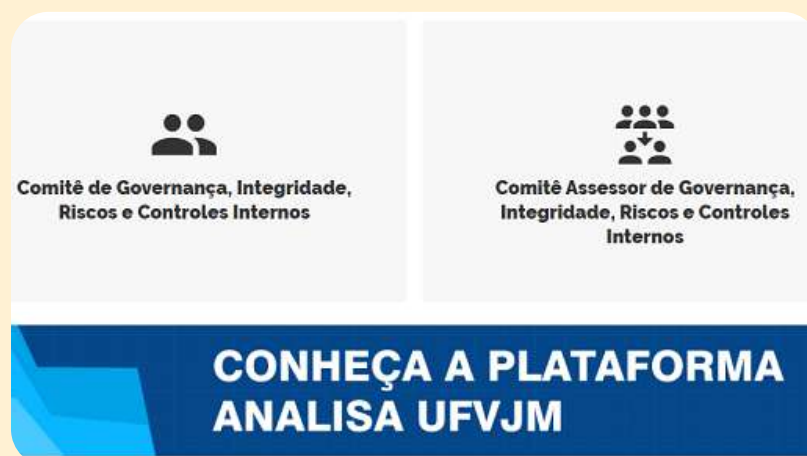 Comitê de Governança, Integridade,
Riscos e Controles Internos
Comitê Assessor de Governança,
Integridade, Riscos e Controles
Internos
CONHEÇA A PLATAFORMA
ANALISA UFVJM